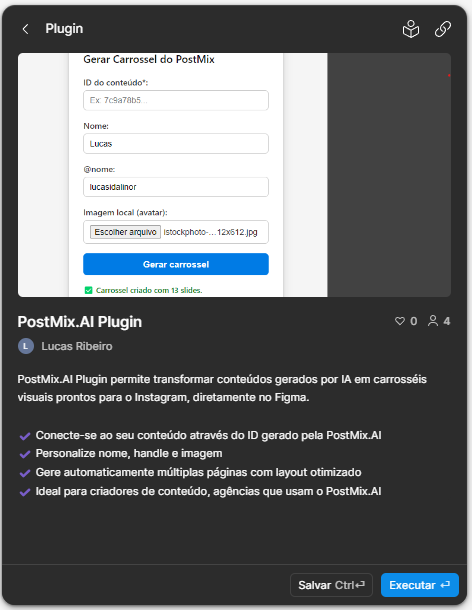 Plugin
Gerar Carrossel do PostMix
ID do conteúdo*:
Ex: 7c9a78b5...
Nome:
Lucas
@nome:
lucasidalinor
Imagem local (avatar):
Escolher arquivo istockphoto-...12x612.jpg
Gerar carrossel
✅ Carrossel criado com 13 slides.
PostMix.AI Plugin
0 4
L Lucas Ribeiro
PostMix.AI Plugin permite transformar conteúdos gerados por IA em carrosséis
visuais prontos para o Instagram, diretamente no Figma.
✔ Conecte-se ao seu conteúdo através do ID gerado pela PostMix.AI
✔ Personalize nome, handle e imagem
✔ Gere automaticamente múltiplas páginas com layout otimizado
✔ Ideal para criadores de conteúdo, agências que usam o PostMix.AI
Salvar Ctrl↵ Executar ↵